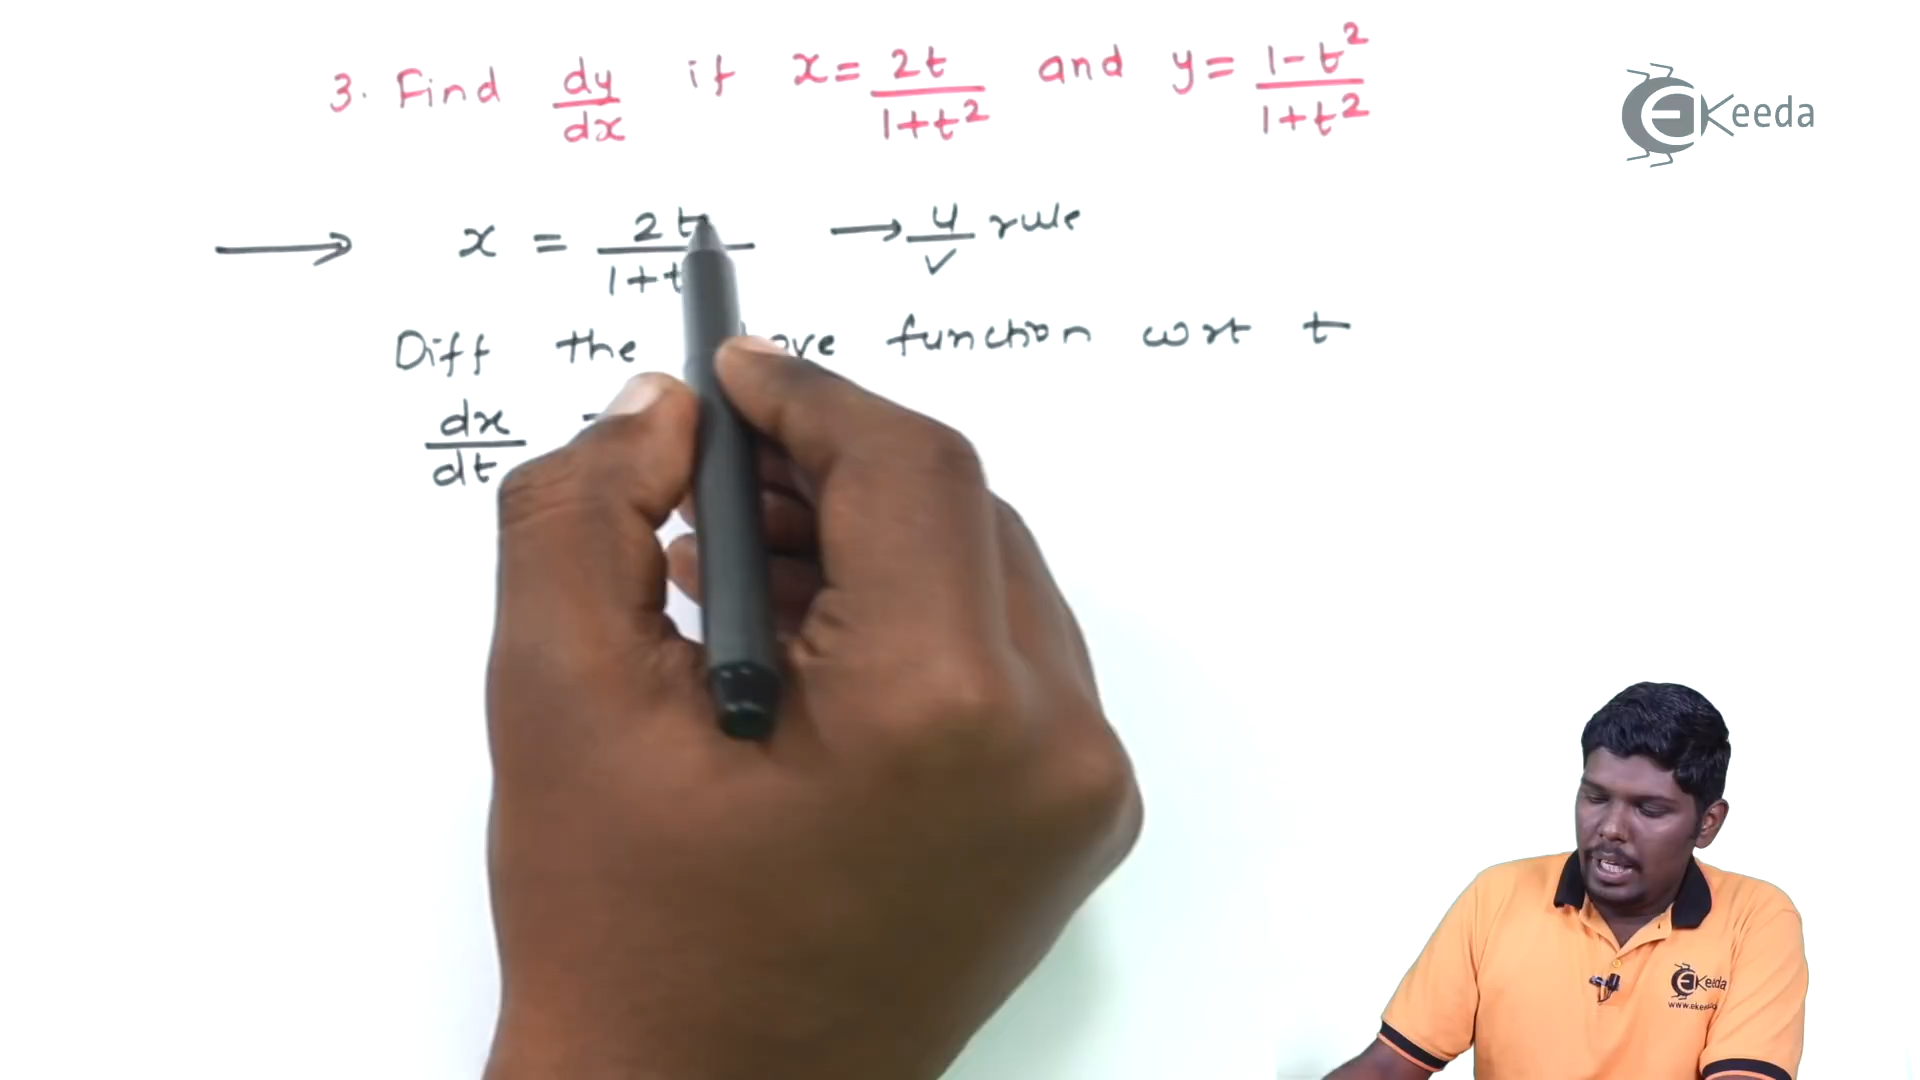 3. Find dy/dx if x = 2t/1+t² and y = 1-t²/1+t²
EKeeda
→ x = 2t/1+t → u/v rule
Diff the function wrt t
dx/dt =
EKeeda